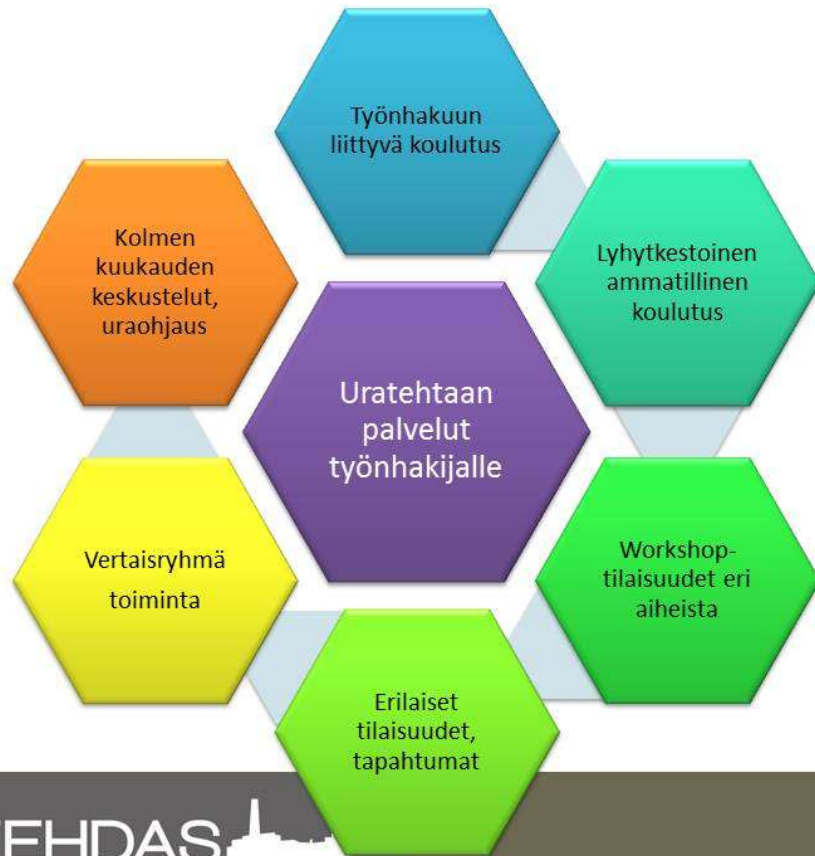 Työnhakuun
liittyvä koulutus
Lyhytkestoinen
ammatillinen
koulutus
Workshop-
tilaisuudet eri
aiheista
Erilaiset
tilaisuudet,
tapahtumat
Vertaisryhmä
toiminta
Kolmen
kuukauden
keskustelut,
uraohjaus
Uratehtaan
palvelut
työnhakijalle